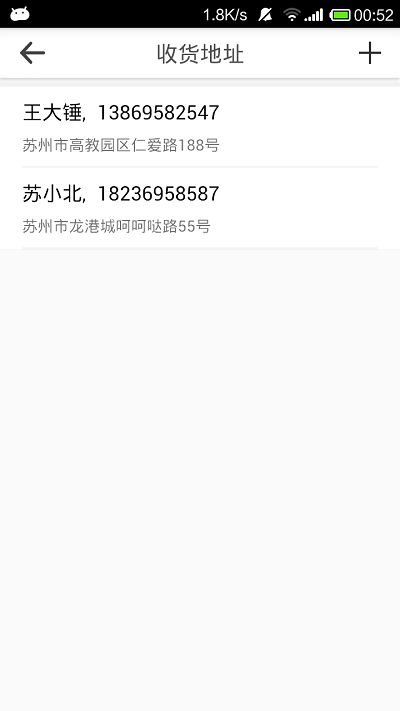 1.8K/s 00:52
收货地址
王大锤, 13869582547
苏州市高教园区仁爱路188号
苏小北, 18236958587
苏州市龙港城呵呵哒路55号